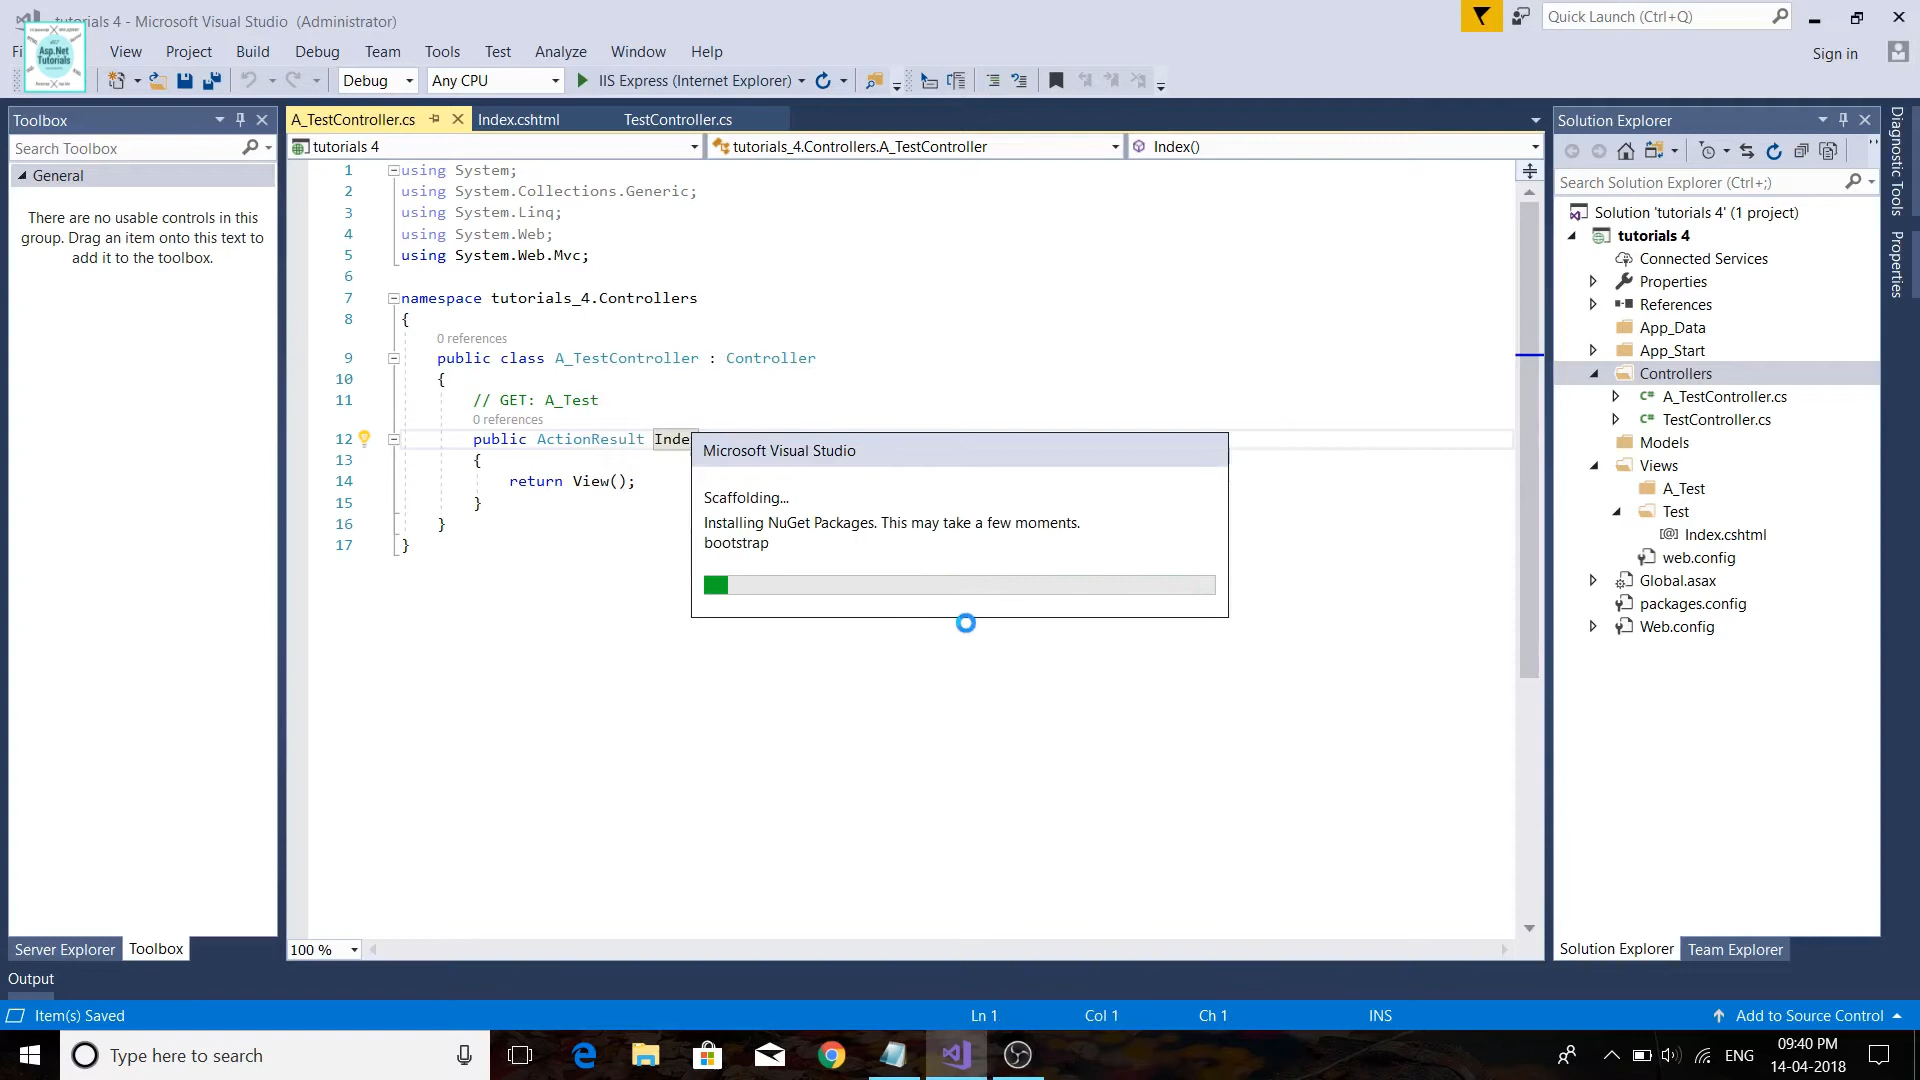 tutorials 4 - Microsoft Visual Studio (Administrator)
Quick Launch (Ctrl+Q)
View Project Build Debug Team Tools Test Analyze Window Help
Sign in
Asp.Net
Tutorials
Debug Any CPU IIS Express (Internet Explorer)
Toolbox
Search Toolbox
General
There are no usable controls in this
group. Drag an item onto this text to
add it to the toolbox.
Server Explorer Toolbox
Output
A_TestController.cs Index.cshtml TestController.cs
tutorials 4 tutorials_4.Controllers.A_TestController Index()
1 using System;
2 using System.Collections.Generic;
3 using System.Linq;
4 using System.Web;
5 using System.Web.Mvc;
6
7 namespace tutorials_4.Controllers
8 {
0 references
9 public class A_TestController : Controller
10 {
11 // GET: A_Test
0 references
12 public ActionResult Inde
13 {
14 return View();
15 }
16 }
17 }
Microsoft Visual Studio
Scaffolding...
Installing NuGet Packages. This may take a few moments.
bootstrap
100 %
Solution Explorer
Search Solution Explorer (Ctrl+;)
Solution 'tutorials 4' (1 project)
tutorials 4
Connected Services
Properties
References
App_Data
App_Start
Controllers
A_TestController.cs
TestController.cs
Models
Views
A_Test
Test
Index.cshtml
web.config
Global.asax
packages.config
Web.config
Solution Explorer Team Explorer
Diagnostic Tools
Properties
Item(s) Saved Ln 1 Col 1 Ch 1 INS Add to Source Control
Type here to search
ENG
09:40 PM
14-04-2018